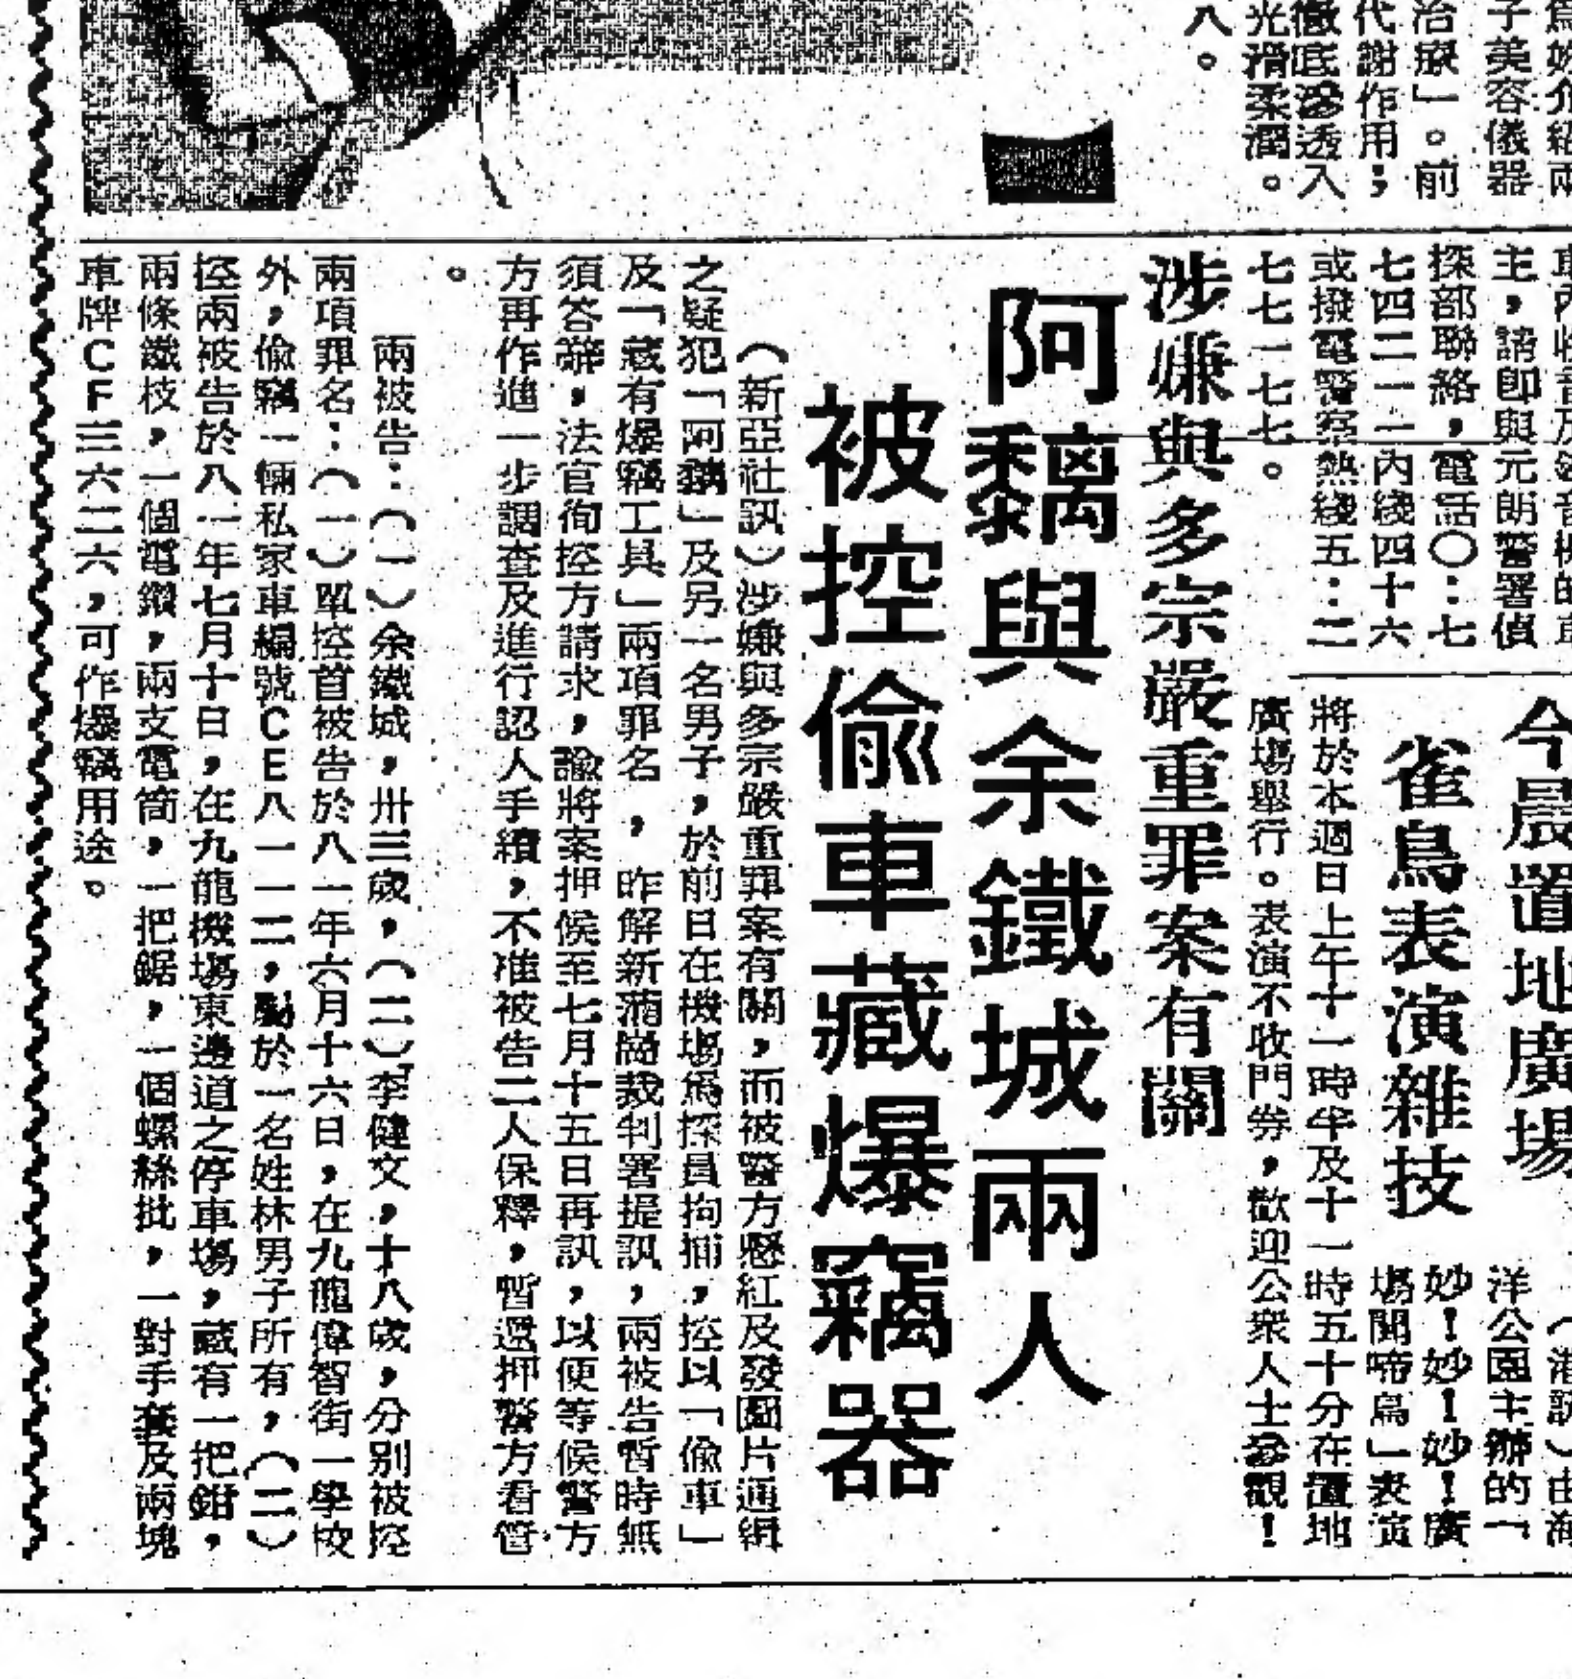 子美容儀器
治療」。前
代謝作用；
徹底滲透入
光滑柔潤。
八。
主，請即與元朗警署偵
探部聯絡，電話〇：七
七四二一一內綫四十六
或撥電警察熱綫五：二
七七一七七。
涉嫌與多宗嚴重罪案有關
阿黐與余鐵城兩人
被控偷車藏爆竊器
（新亞社訊）涉嫌與多宗嚴重罪案有關，而被警方懸紅及發圖片通緝
之疑犯「阿黐」及另一名男子，於前日在機場爲探員拘捕，控以「偷車」
及「藏有爆竊工具」兩項罪名，昨解新蒲崗裁判署提訊，兩被告暫時無
須答辯，法官徇控方請求，諭將案押候至七月十五日再訊，以便等候警方
方再作進一步調查及進行認人手續，不准被告二人保釋，暫還押警方看管
。
兩被告：（一）余鐵城，卅三歲，（二）李健文，十八歲，分別被控
兩項罪名：（一）單控首被告於八一年六月十六日，在九龍偉智街一學校
外，偷竊一輛私家車編號ＣＥ八一一二，屬於一名姓林男子所有，（二）
控兩被告於八一年七月十日，在九龍機場東邊道之停車場，藏有一把鉗，
兩條鐵枝，一個電鑽，兩支電筒，一把鋸，一個螺絲批，一對手套及兩塊
車牌ＣＦ三六二六，可作爆竊用途。
今晨置地廣場
雀鳥表演雜技
洋公園主辦的「
妙！妙！妙！廣
場開啼鳥」表演
將於本週日上午十一時半及十一時五十分在置地
廣場舉行。表演不收門券，歡迎公衆人士參觀！